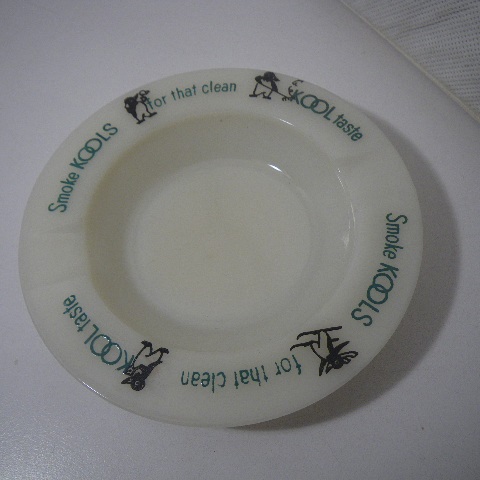 Smoke KOOLS
for that clean
KOOL taste
Smoke KOOLS
for that clean
KOOL taste